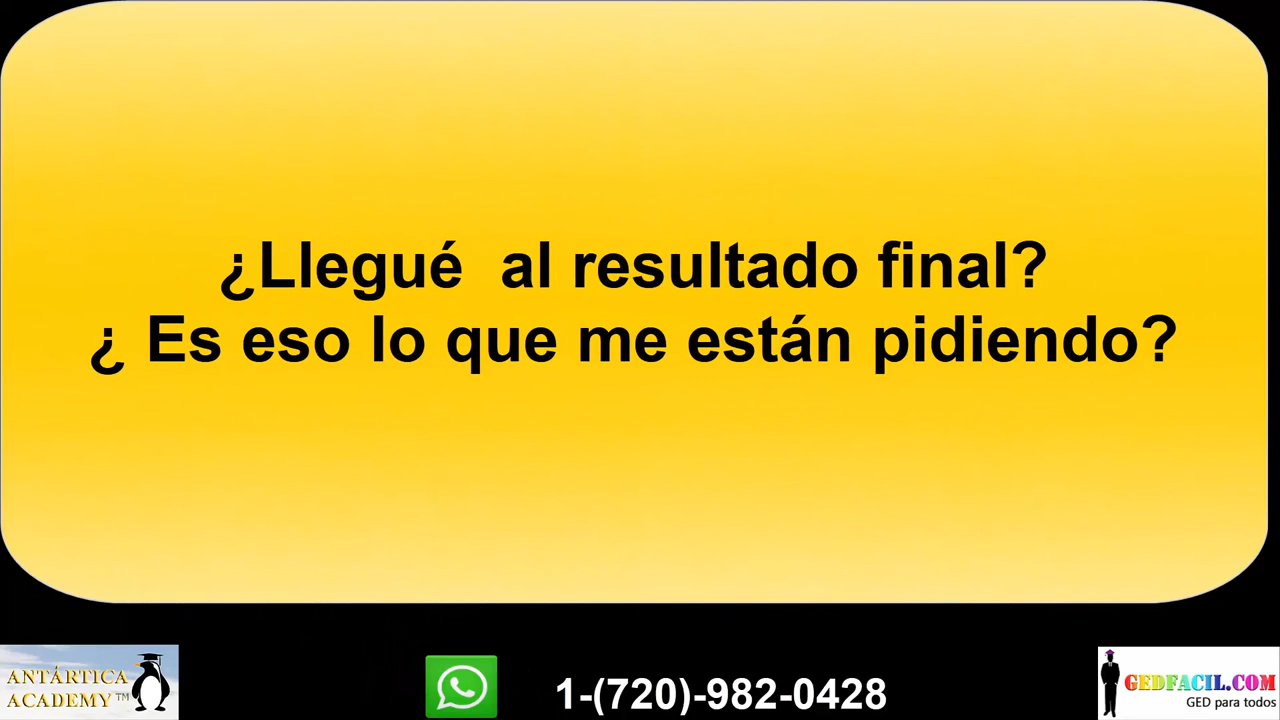 ¿Llegué al resultado final?
¿ Es eso lo que me están pidiendo?
ANTÁRTICA
ACADEMY™
1-(720)-982-0428
GEDFACIL.COM
GED para todos